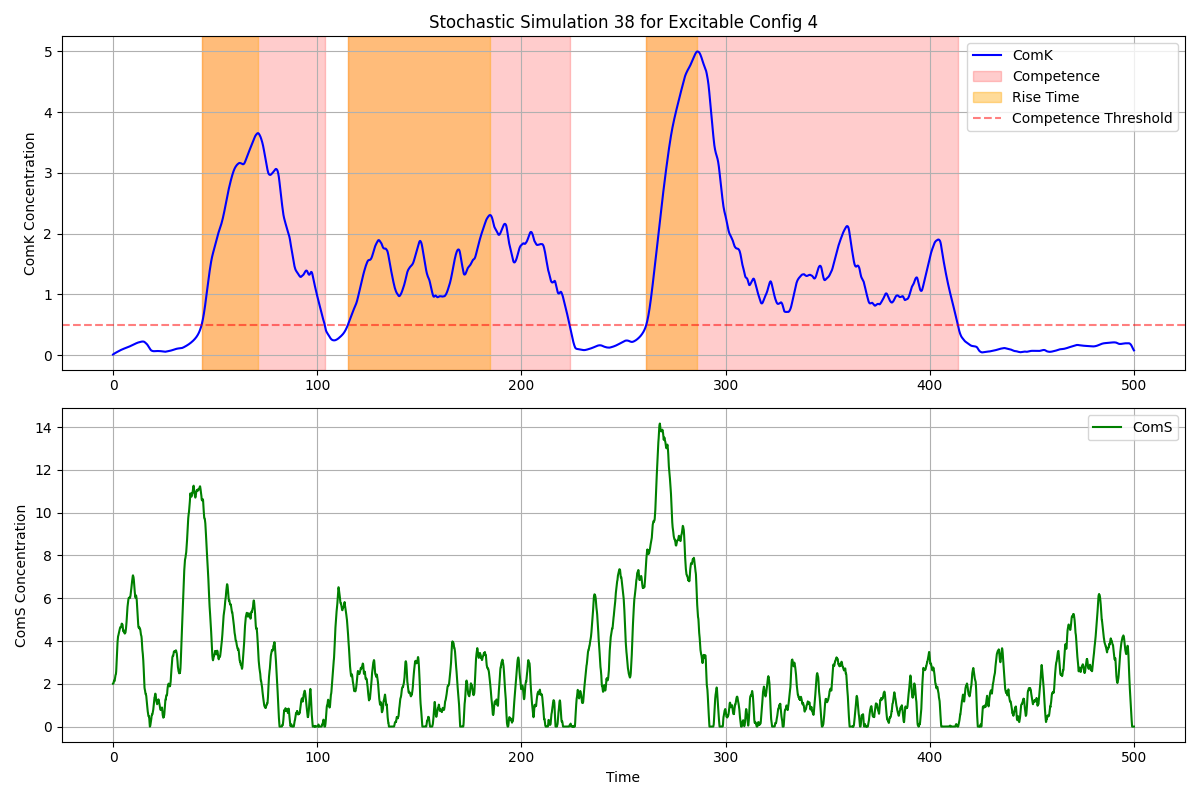 Stochastic Simulation 38 for Excitable Config 4
ComK Concentration
5
4
3
2
1
0
ComK
Competence
Rise Time
Competence Threshold
0
100
200
300
400
500
ComS Concentration
14
12
10
8
6
4
2
0
ComS
0
100
200
300
400
500
Time